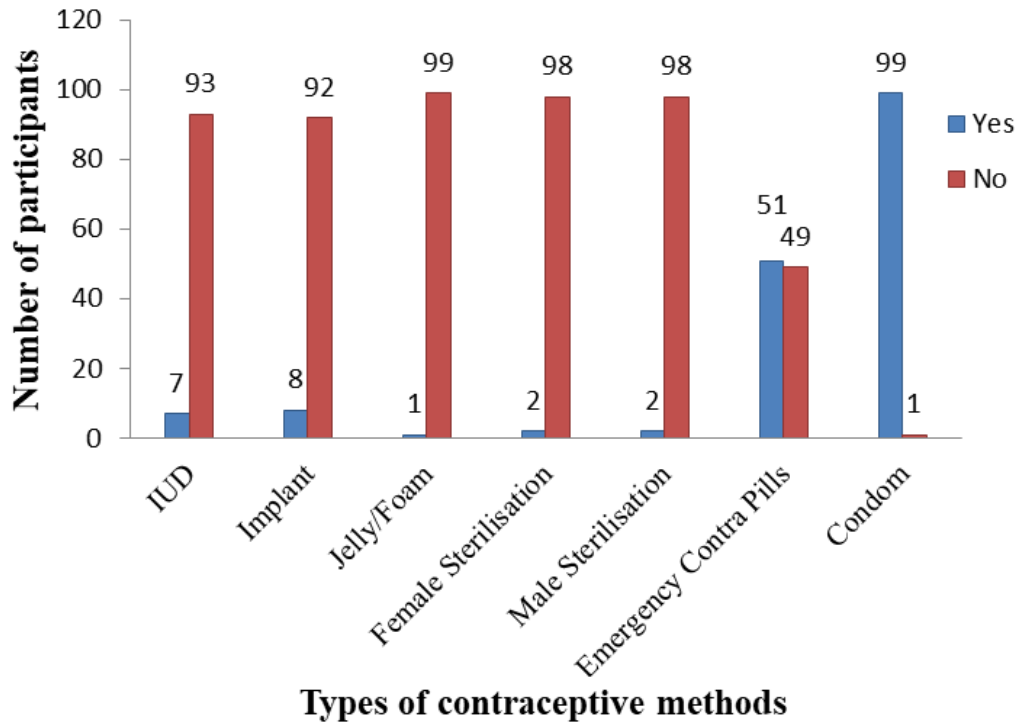 Number of participants
120
100
80
60
40
20
0
7
93
8
92
1
99
2
98
2
98
51
49
99
1
Yes
No
IUD
Implant
Jelly/Foam
Female Sterilisation
Male Sterilisation
Emergency Contra Pills
Condom
Types of contraceptive methods